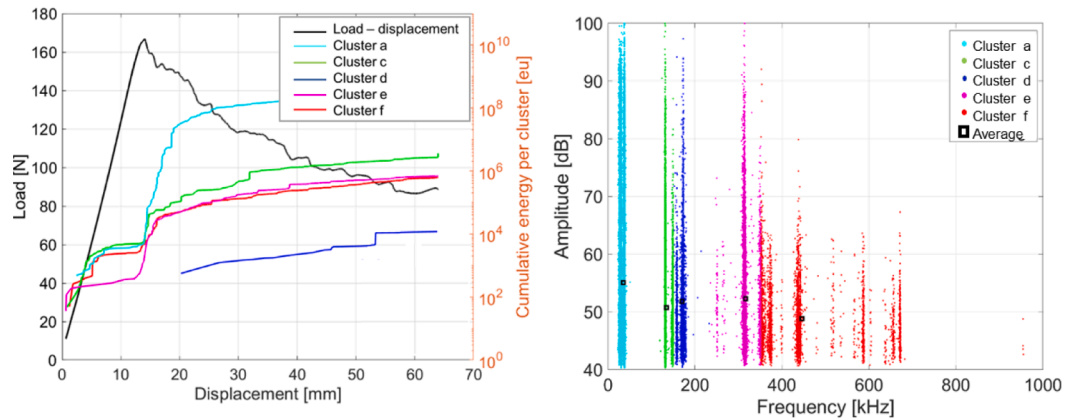 180
160
140
120
100
80
60
40
20
0
Load [N]
0
10
20
30
40
50
60
70
Displacement [mm]
10^10
10^8
10^6
10^4
10^2
10^0
Cumulative energy per cluster [eu]
Load – displacement
Cluster a
Cluster c
Cluster d
Cluster e
Cluster f
100
90
80
70
60
50
40
Amplitude [dB]
0
200
400
600
800
1000
Frequency [kHz]
Cluster a
Cluster c
Cluster d
Cluster e
Cluster f
Average